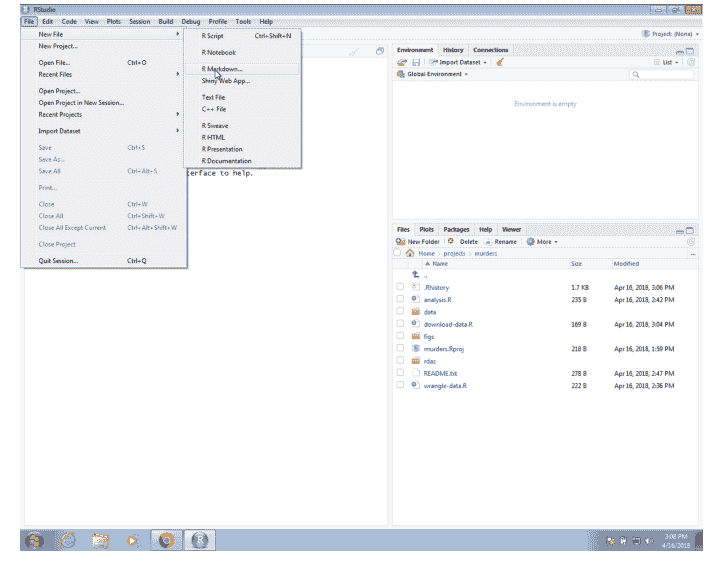 RStudio
File Edit Code View Plots Session Build Debug Profile Tools Help
New File
New Project...
Open File... Ctrl+O
Recent Files
Open Project...
Open Project in New Session...
Recent Projects
Import Dataset
Save Ctrl+S
Save As...
Save All Ctrl+Alt+S
Print...
Close Ctrl+W
Close All Ctrl+Shift+W
Close All Except Current Ctrl+Alt+Shift+W
Close Project
Quit Session... Ctrl+Q
R Script Ctrl+Shift+N
R Notebook
R Markdown...
Shiny Web App...
Text File
C++ File
R Sweave
R HTML
R Presentation
R Documentation
terface to help.
Project: (None)
Environment History Connections
Import Dataset List
Global Environment
Environment is empty
Files Plots Packages Help Viewer
New Folder Delete Rename More
Home projects murders
Name Size Modified
..
.Rhistory 1.7 KB Apr 16, 2018, 3:06 PM
analysis.R 235 B Apr 16, 2018, 2:42 PM
data
download-data.R 169 B Apr 16, 2018, 3:04 PM
figs
murders.Rproj 218 B Apr 16, 2018, 1:59 PM
rdas
README.txt 278 B Apr 16, 2018, 2:47 PM
wrangle-data.R 222 B Apr 16, 2018, 2:36 PM
3:08 PM
4/16/2018